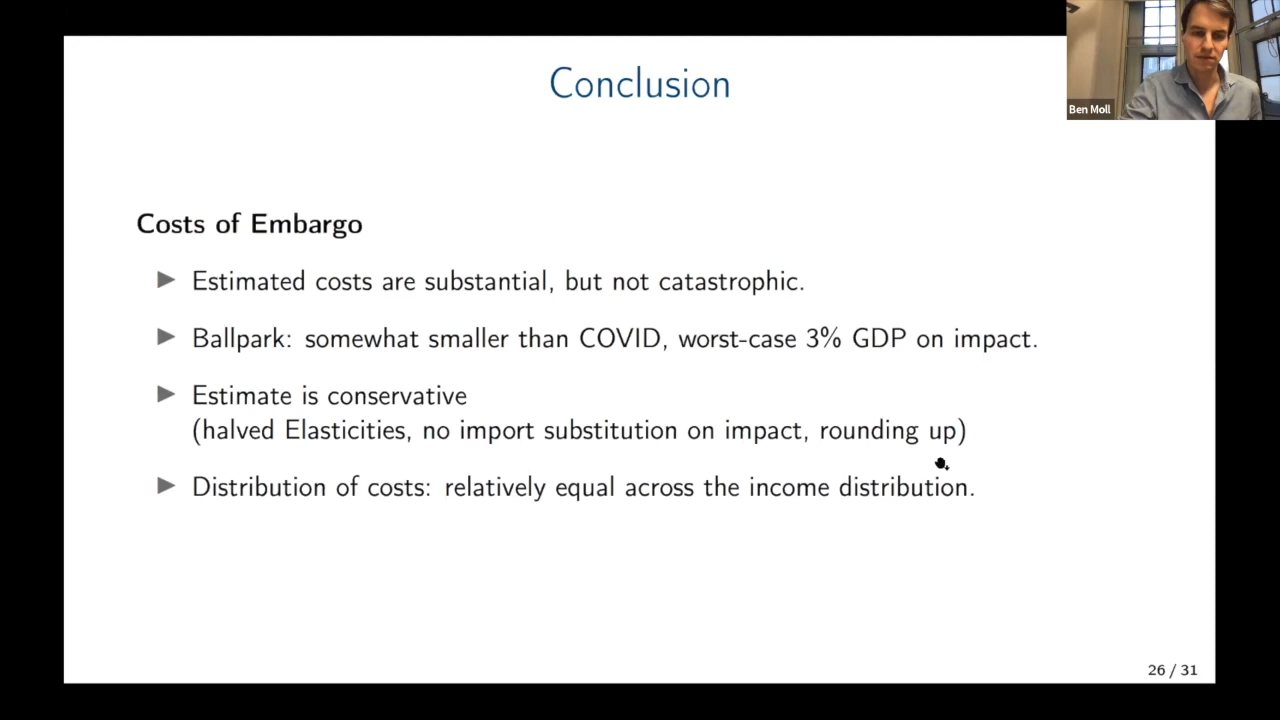 Conclusion
Ben Moll
Costs of Embargo
Estimated costs are substantial, but not catastrophic.
Ballpark: somewhat smaller than COVID, worst-case 3% GDP on impact.
Estimate is conservative
(halved Elasticities, no import substitution on impact, rounding up)
Distribution of costs: relatively equal across the income distribution.
26 / 31